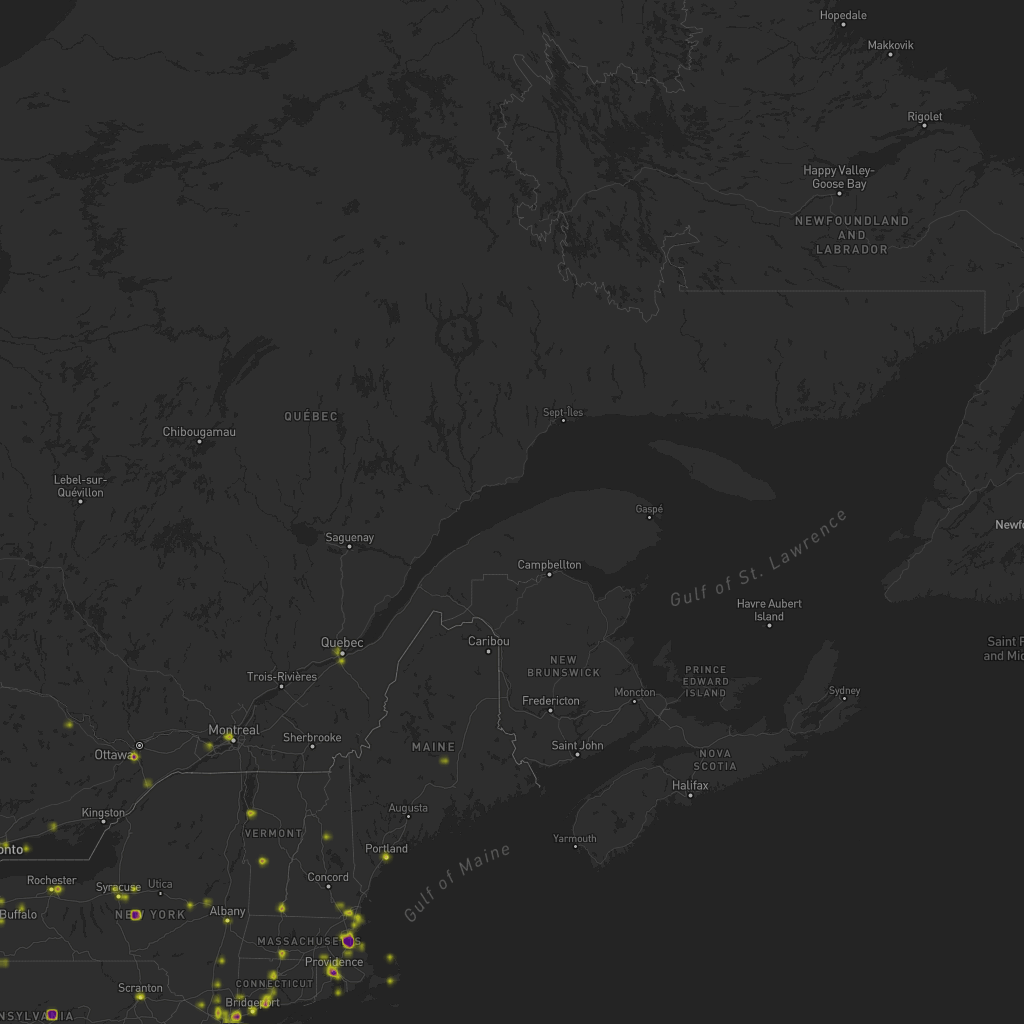 Hopedale
Makkovik
Rigolet
Happy Valley-
Goose Bay
NEWFOUNDLAND
AND
LABRADOR
QUÉBEC
Sept-Îles
Chibougamau
Lebel-sur-
Quévillon
Gaspé
Newfo
Saguenay
Gulf of St. Lawrence
Campbellton
Havre Aubert
Island
Quebec
Caribou
Saint P
and Mic
NEW
BRUNSWICK
PRINCE
EDWARD
ISLAND
Trois-Rivières
Sydney
Moncton
Fredericton
Montreal
Sherbrooke
MAINE
Saint John
Ottawa
NOVA
SCOTIA
Halifax
Kingston
Augusta
VERMONT
Yarmouth
onto
Portland
Gulf of Maine
Rochester
Syracuse
Utica
Concord
Buffalo
NEW YORK
Albany
MASSACHUSETTS
Providence
Scranton
CONNECTICUT
Bridgeport
NSYLVANIA